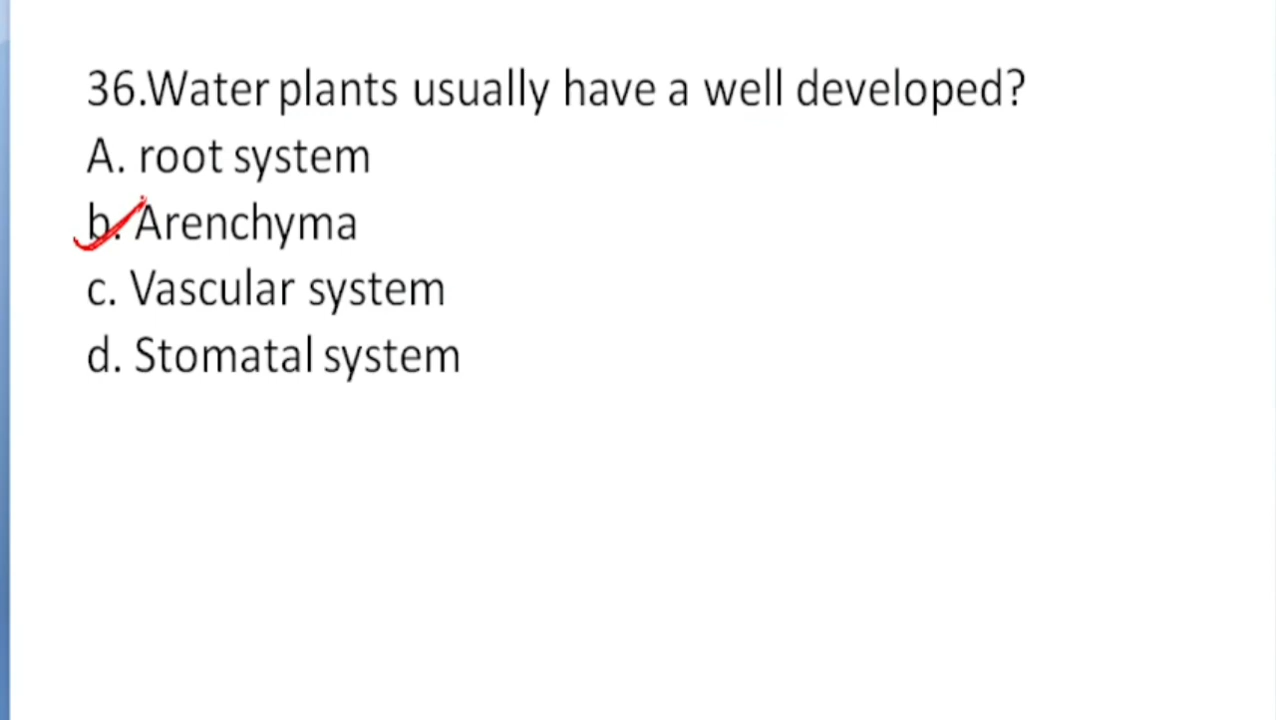 36.Water plants usually have a well developed?
A. root system
b. Arenchyma
c. Vascular system
d. Stomatal system